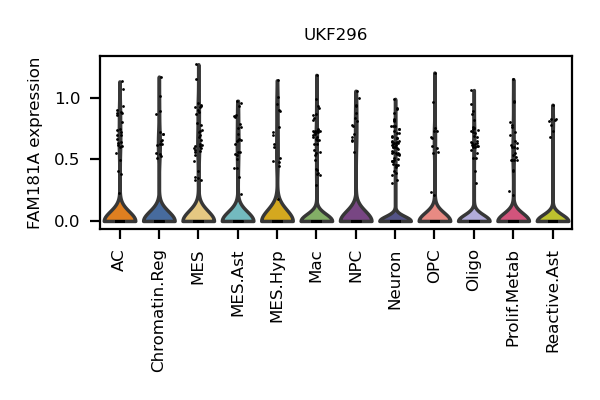 UKF296
FAM181A expression
1.0
0.5
0.0
AC
Chromatin.Reg
MES
MES.Ast
MES.Hyp
Mac
NPC
Neuron
OPC
Oligo
Prolif.Metab
Reactive.Ast